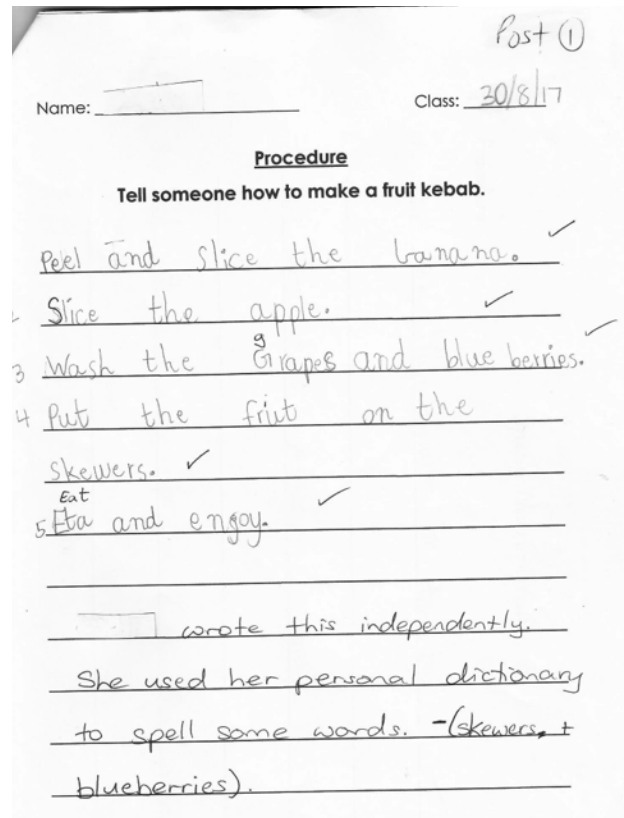 Post ①
Name:
Class: 30/8/17
Procedure
Tell someone how to make a fruit kebab.
Peel and slice the banana. ✓
Slice the apple. ✓
g
3 Wash the Grapes and blue berries. ✓
4 Put the friut on the
skewers. ✓
Eat
5. Eta and engoy. ✓
wrote this independently.
She used her personal dictionary
to spell some words. - (skewers, +
blueberries).